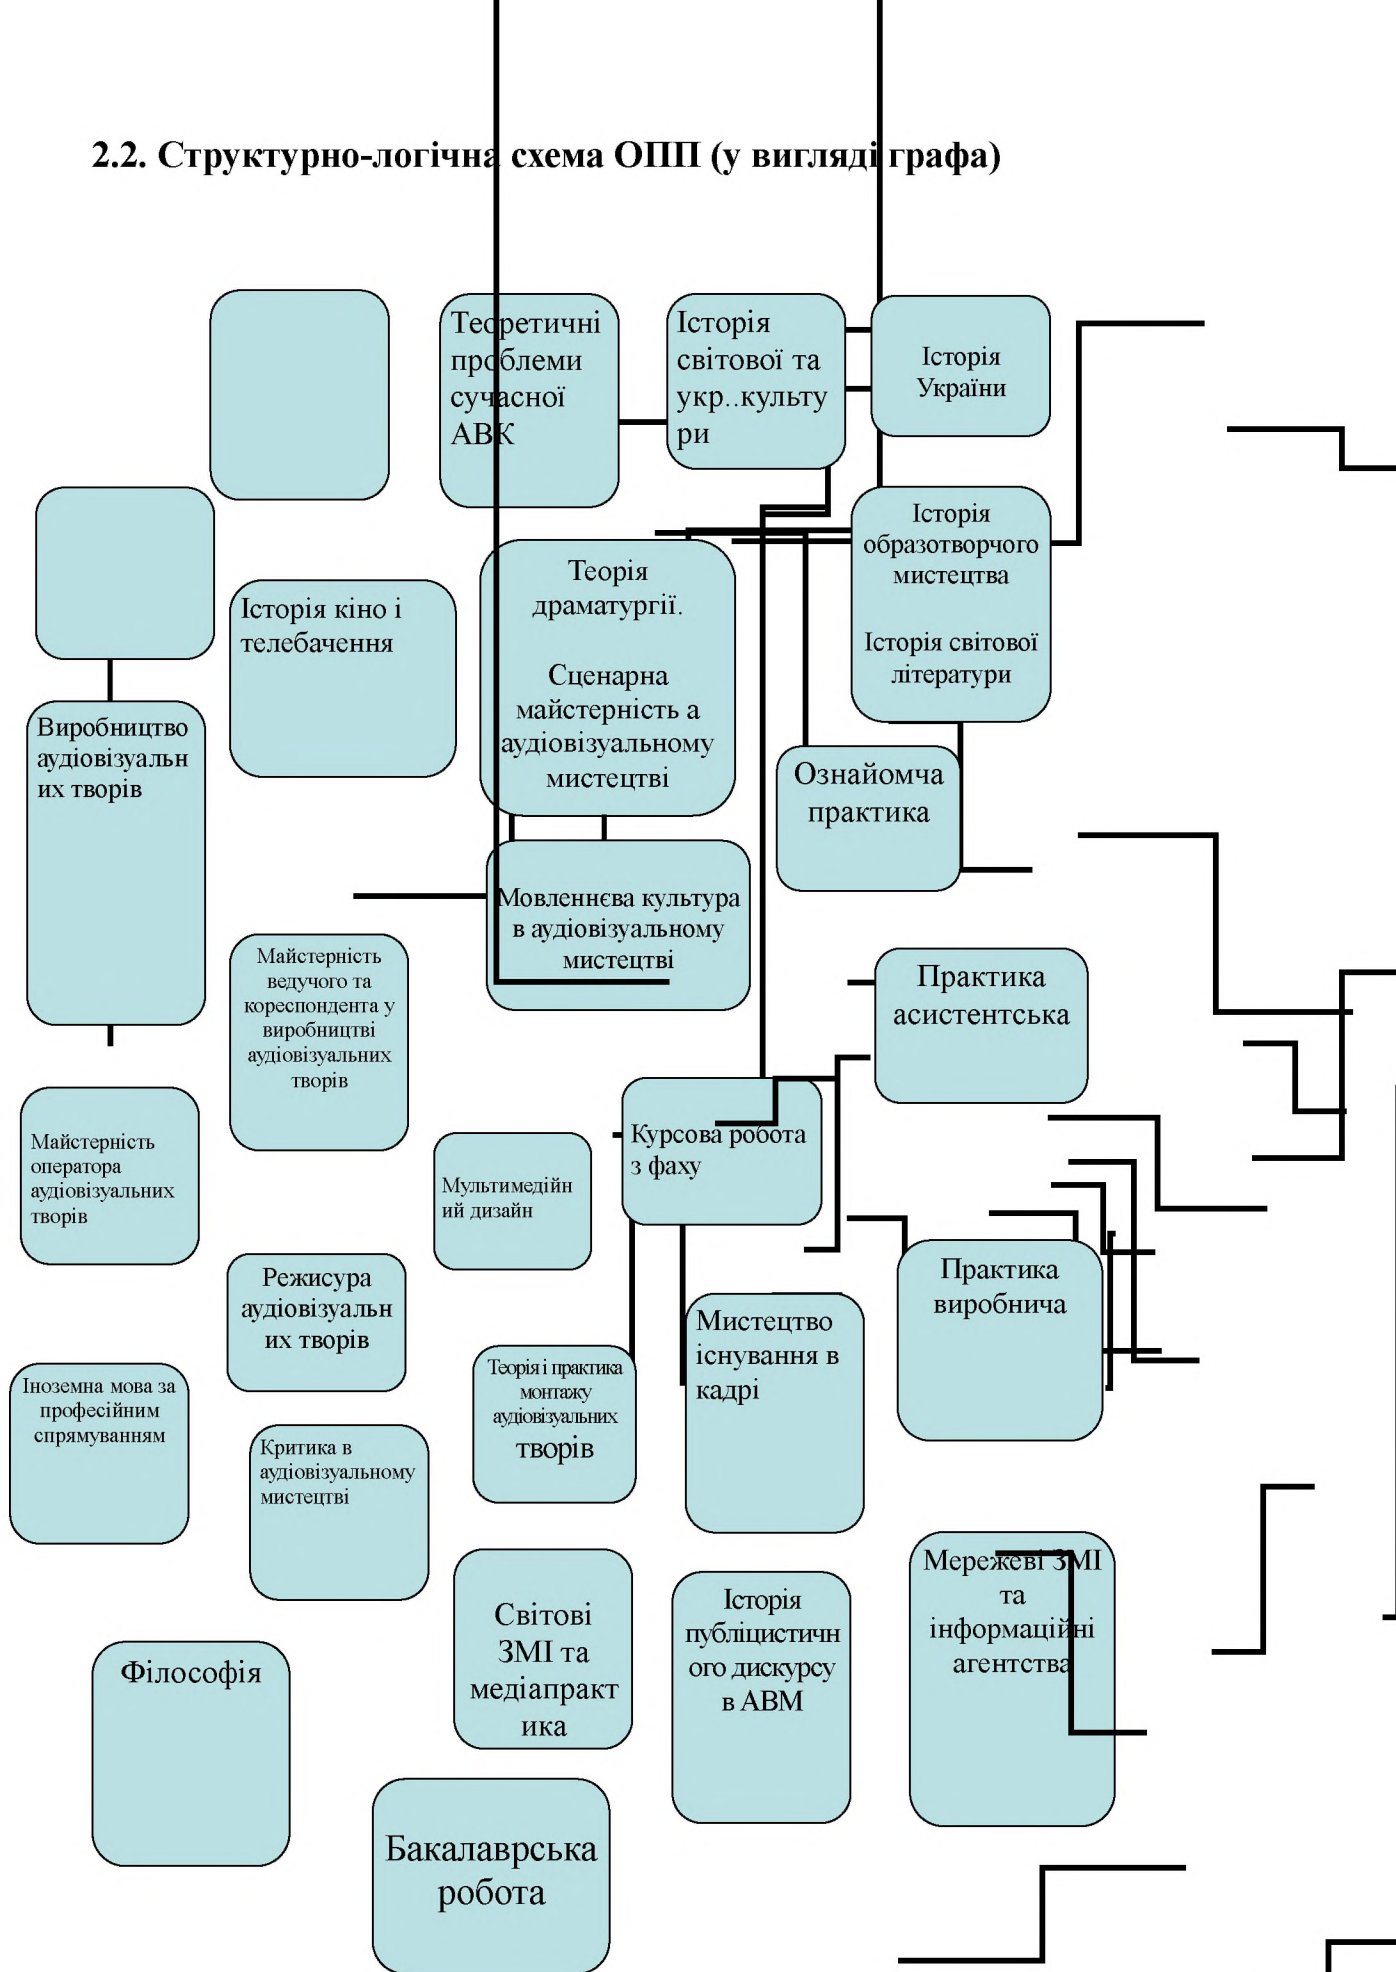 2.2. Структурно-логічна схема ОПП (у вигляді графа)
Теоретичні
проблеми
сучасної
АВК
Історія
світової та
укр..культу
ри
Історія
України
Історія
образотворчого
мистецтва
Історія світової
літератури
Історія кіно і
телебачення
Теорія
драматургії.
Сценарна
майстерність а
аудіовізуальному
мистецтві
Виробництво
аудіовізуальн
их творів
Ознайомча
практика
Мовленнєва культура
в аудіовізуальному
мистецтві
Майстерність
ведучого та
кореспондента у
виробництві
аудіовізуальних
творів
Практика
асистентська
Майстерність
оператора
аудіовізуальних
творів
Мультимедійн
ий дизайн
Курсова робота
з фаху
Режисура
аудіовізуальн
их творів
Практика
виробнича
Мистецтво
існування в
кадрі
Теорія і практика
монтажу
аудіовізуальних
творів
Іноземна мова за
професійним
спрямуванням
Критика в
аудіовізуальному
мистецтві
Світові
ЗМІ та
медіапракт
ика
Історія
публіцистичн
ого дискурсу
в АВМ
Мережеві ЗМІ
та
інформаційні
агентства
Філософія
Бакалаврська
робота